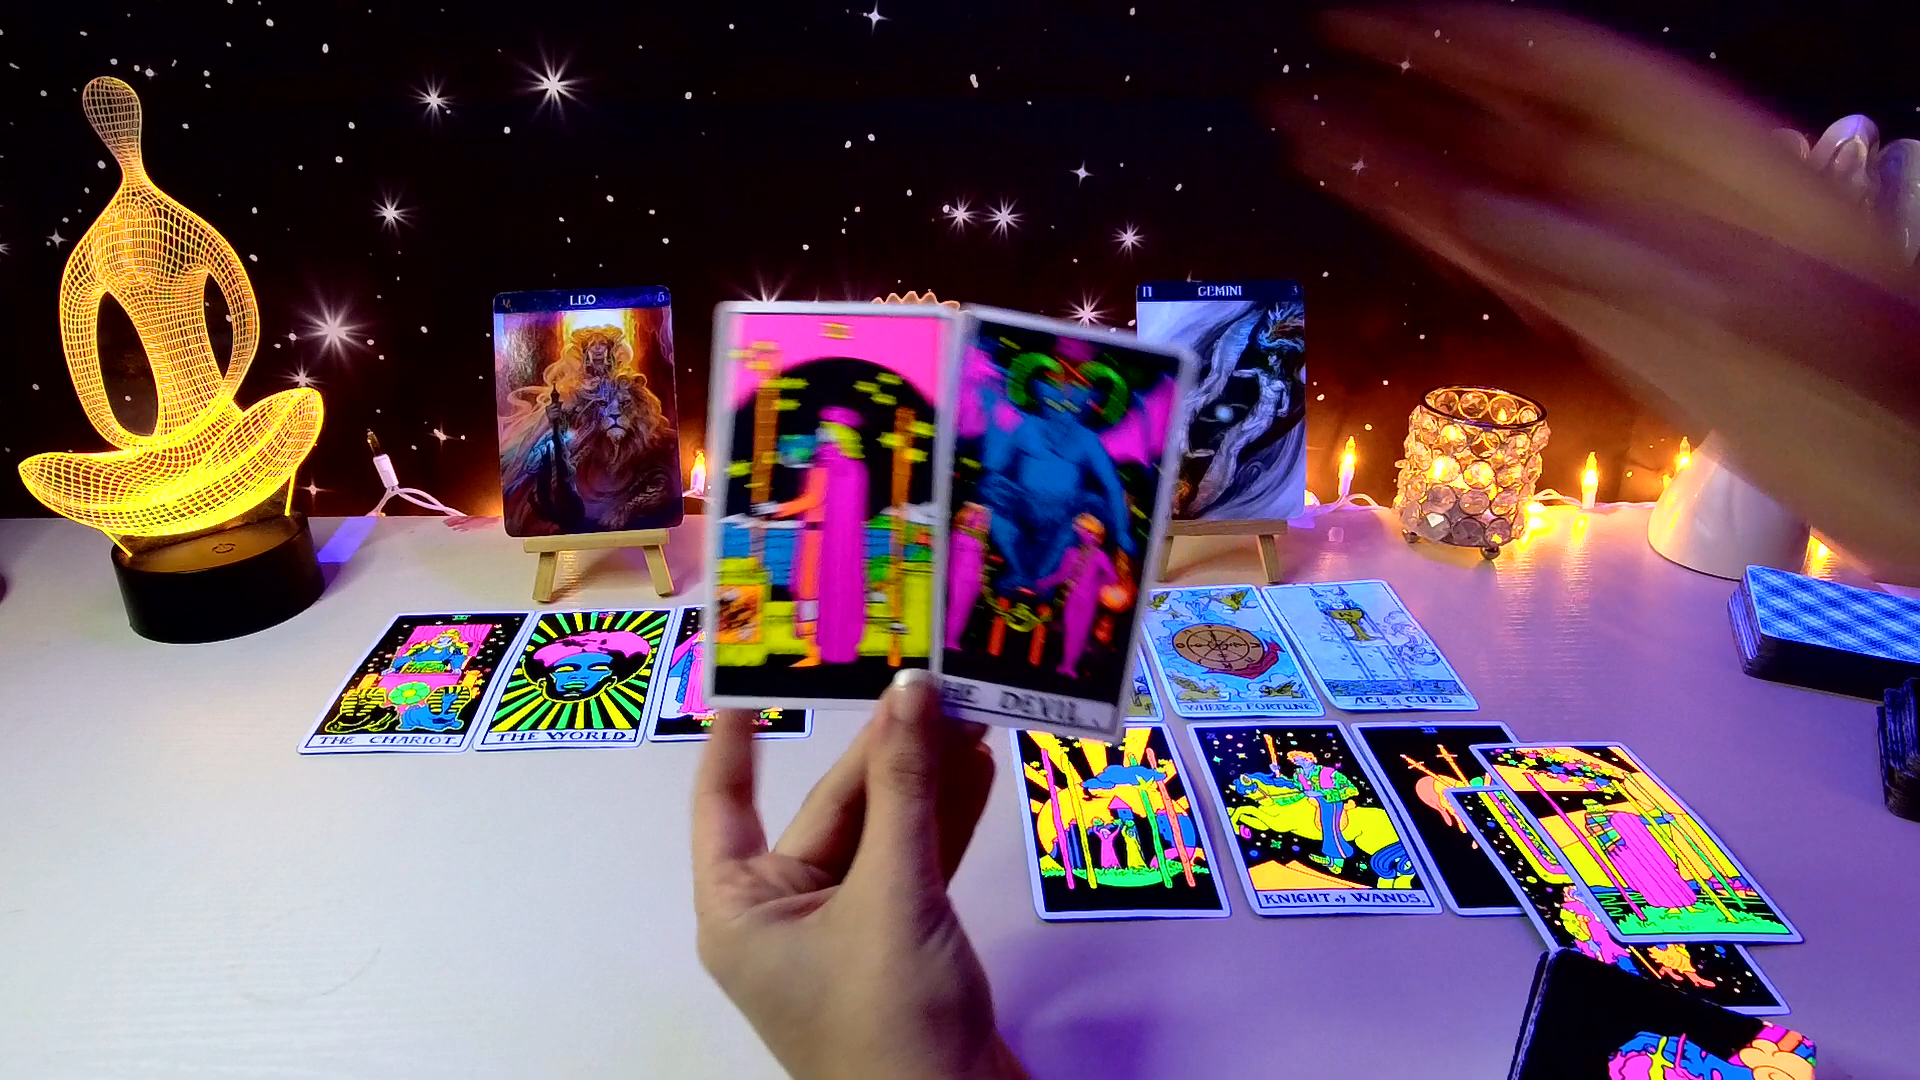 LEO
GEMINI
THE DEVIL.
WHEEL of FORTUNE
ACE of CUPS
THE CHARIOT.
THE WORLD.
KNIGHT of WANDS.